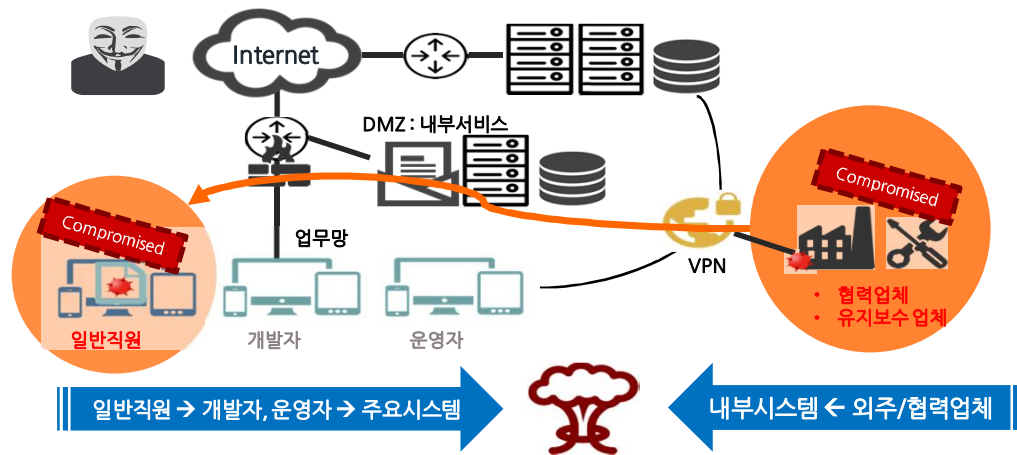 Internet
DMZ : 내부서비스
Compromised
Compromised
업무망
VPN
• 협력업체
• 유지보수 업체
일반직원
개발자
운영자
일반직원 → 개발자, 운영자 → 주요시스템
내부시스템 ← 외주/협력업체